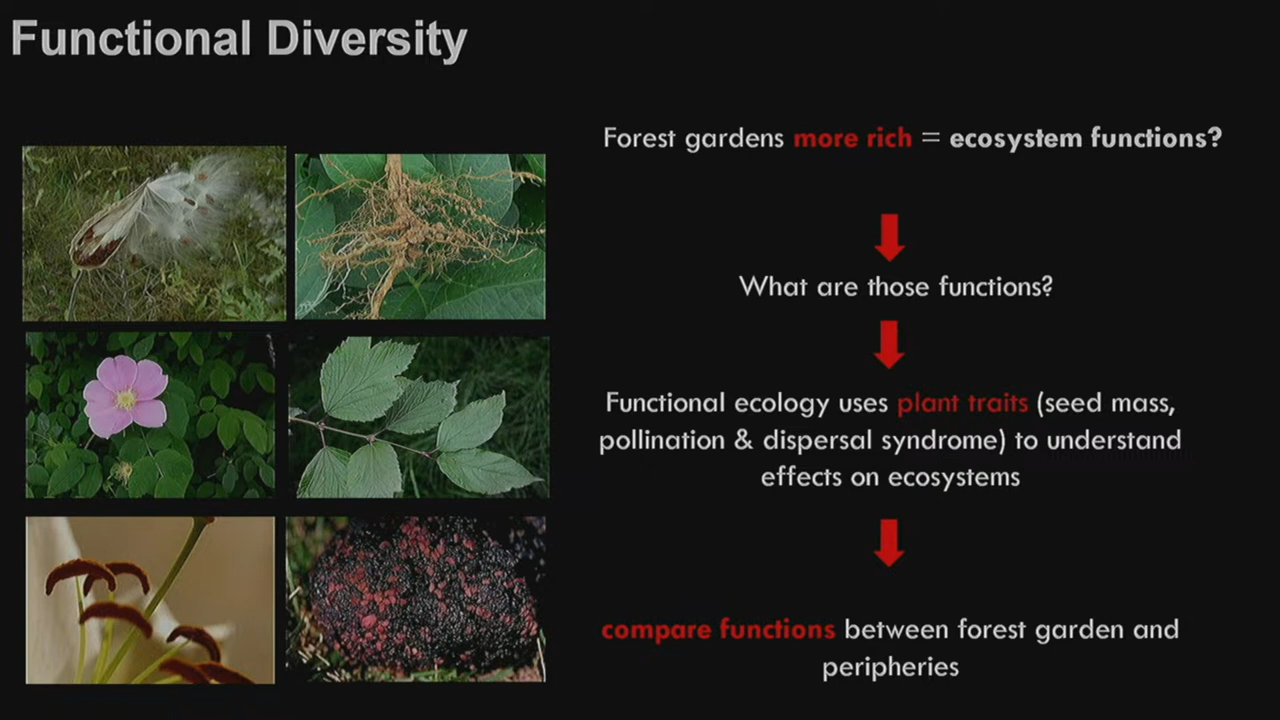 Functional Diversity
Forest gardens more rich = ecosystem functions?
What are those functions?
Functional ecology uses plant traits (seed mass,
pollination & dispersal syndrome) to understand
effects on ecosystems
compare functions between forest garden and
peripheries